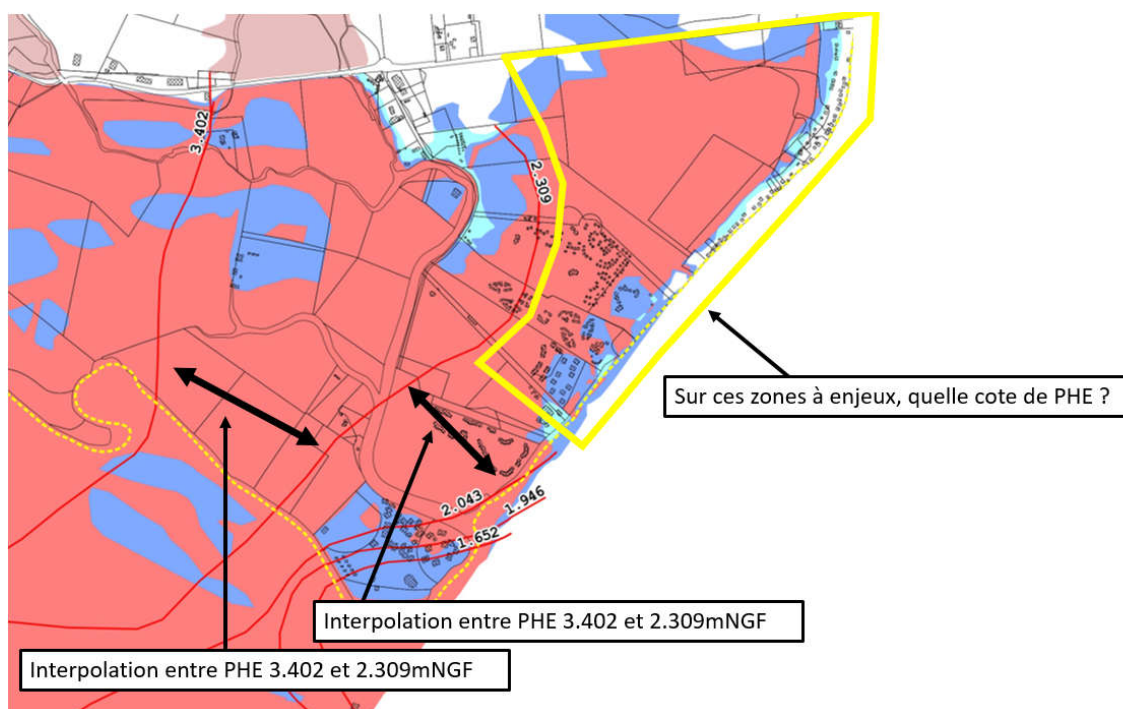 3.402
2.309
Sur ces zones à enjeux, quelle cote de PHE ?
2.043
1.946
1.652
Interpolation entre PHE 3.402 et 2.309mNGF
Interpolation entre PHE 3.402 et 2.309mNGF